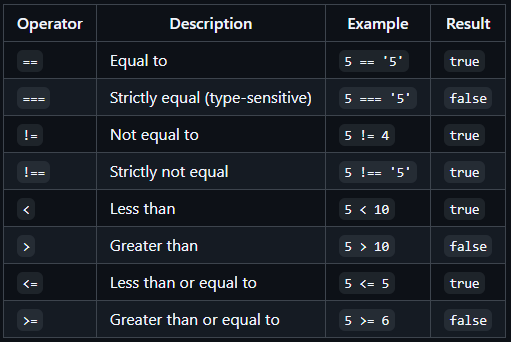 Operator Description Example Result
== Equal to 5 == '5' true
=== Strictly equal (type-sensitive) 5 === '5' false
!= Not equal to 5 != 4 true
!== Strictly not equal 5 !== '5' true
< Less than 5 < 10 true
> Greater than 5 > 10 false
<= Less than or equal to 5 <= 5 true
>= Greater than or equal to 5 >= 6 false